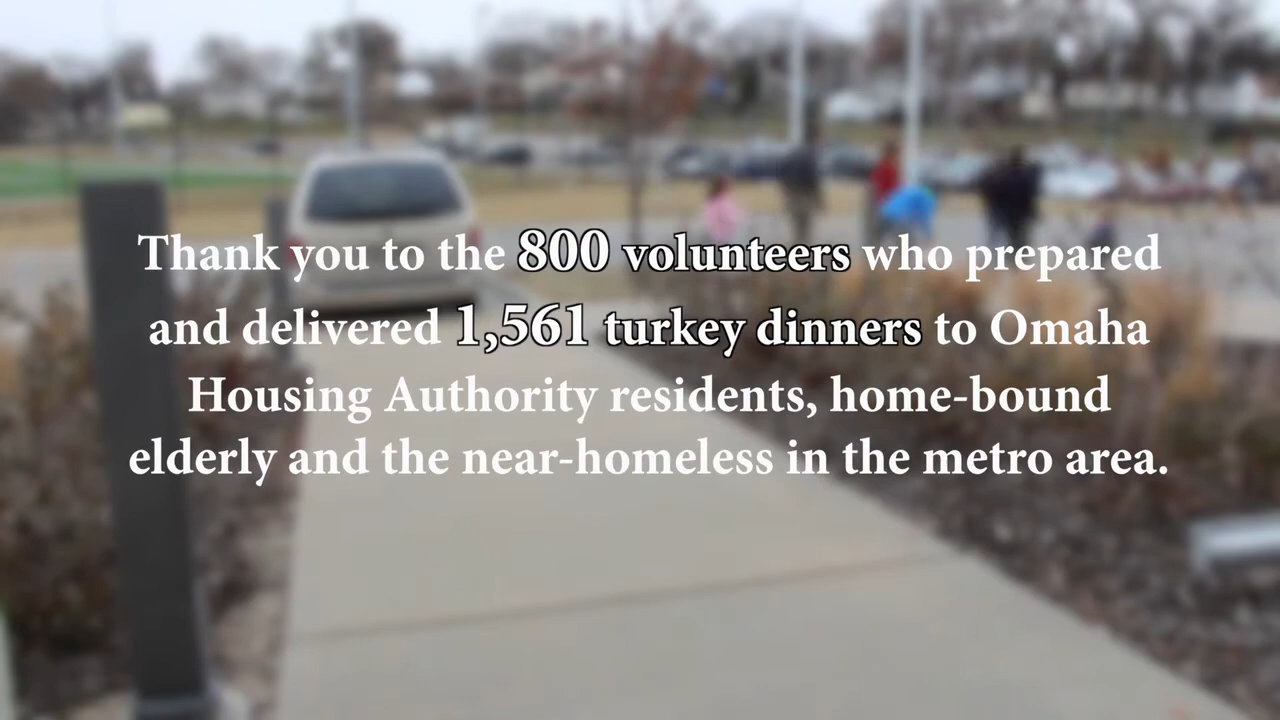 Thank you to the 800 volunteers who prepared
and delivered 1,561 turkey dinners to Omaha
Housing Authority residents, home-bound
elderly and the near-homeless in the metro area.